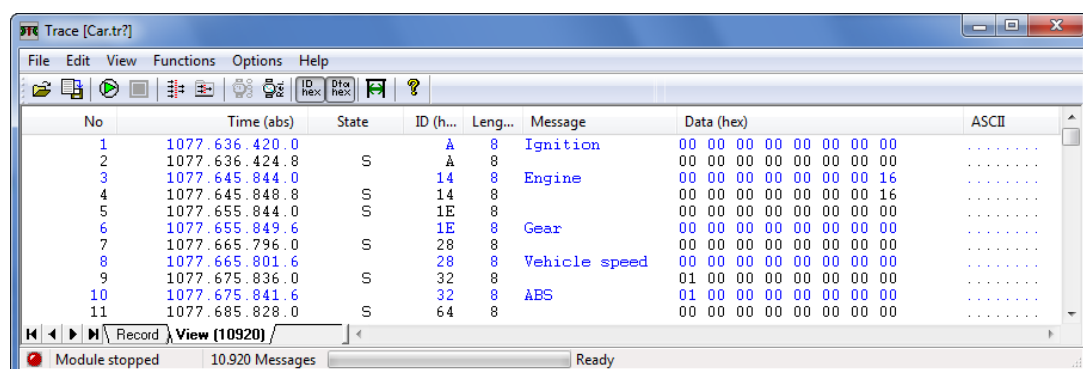 Trace [Car.tr?]
File Edit View Functions Options Help
ID hex Dta hex ?
No Time (abs) State ID (h... Leng... Message Data (hex) ASCII
1 1077.636.420.0 A 8 Ignition 00 00 00 00 00 00 00 00 ........
2 1077.636.424.8 S A 8 00 00 00 00 00 00 00 00 ........
3 1077.645.844.0 14 8 Engine 00 00 00 00 00 00 00 16 ........
4 1077.645.848.8 S 14 8 00 00 00 00 00 00 00 16 ........
5 1077.655.844.0 S 1E 8 00 00 00 00 00 00 00 00 ........
6 1077.655.849.6 1E 8 Gear 00 00 00 00 00 00 00 00 ........
7 1077.665.796.0 S 28 8 00 00 00 00 00 00 00 00 ........
8 1077.665.801.6 28 8 Vehicle speed 00 00 00 00 00 00 00 00 ........
9 1077.675.836.0 S 32 8 01 00 00 00 00 00 00 00 ........
10 1077.675.841.6 32 8 ABS 01 00 00 00 00 00 00 00 ........
11 1077.685.828.0 S 64 8 00 00 00 00 00 00 00 00 ........
Record View (10920)
Module stopped 10.920 Messages Ready